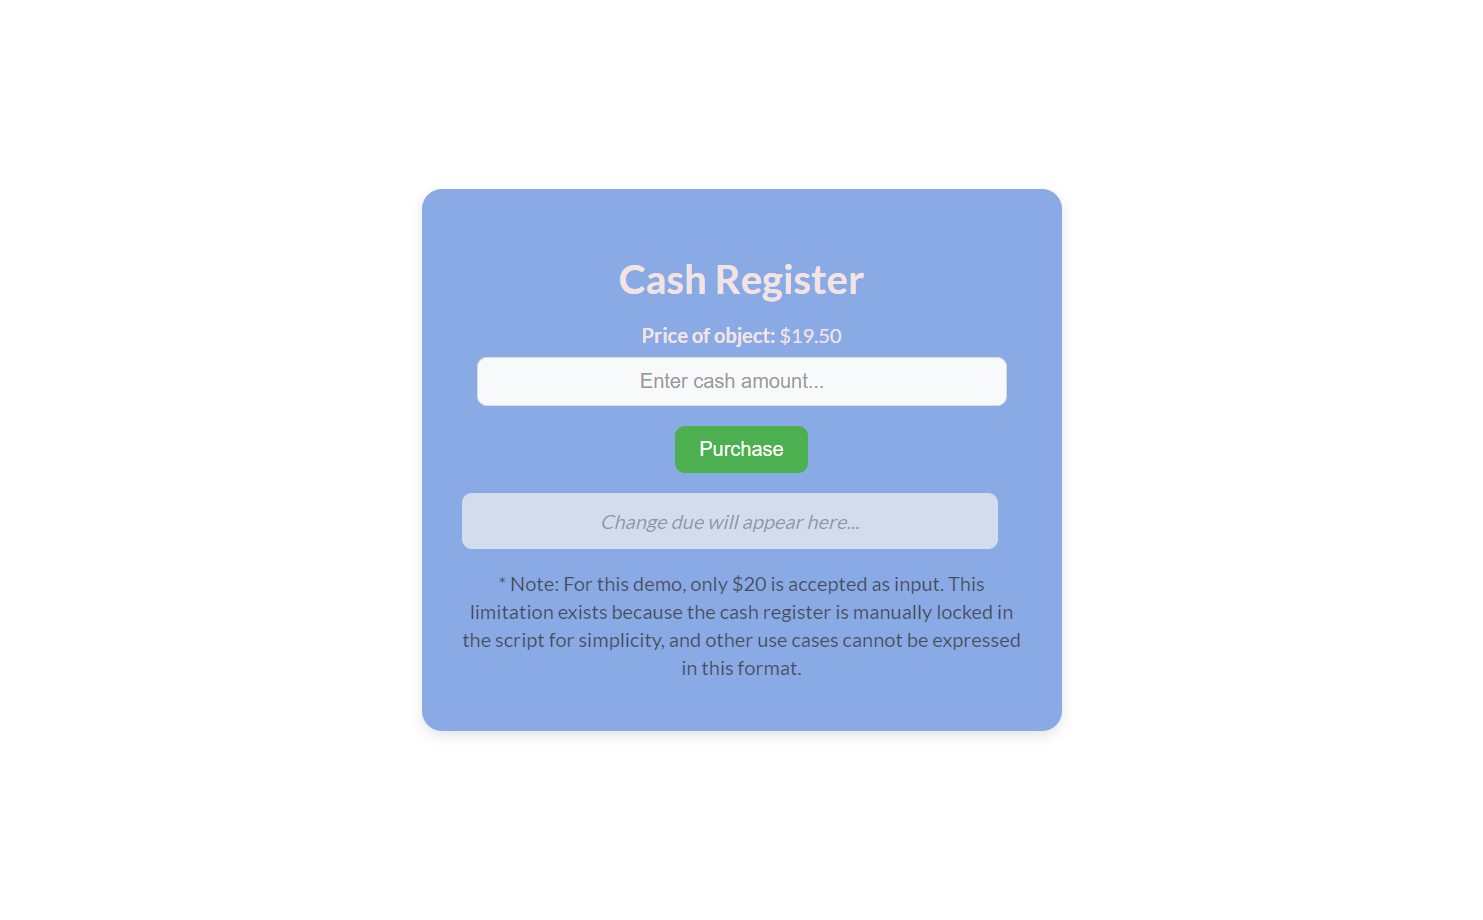 Cash Register
Price of object: $19.50
Enter cash amount...
Purchase
Change due will appear here...
* Note: For this demo, only $20 is accepted as input. This
limitation exists because the cash register is manually locked in
the script for simplicity, and other use cases cannot be expressed
in this format.